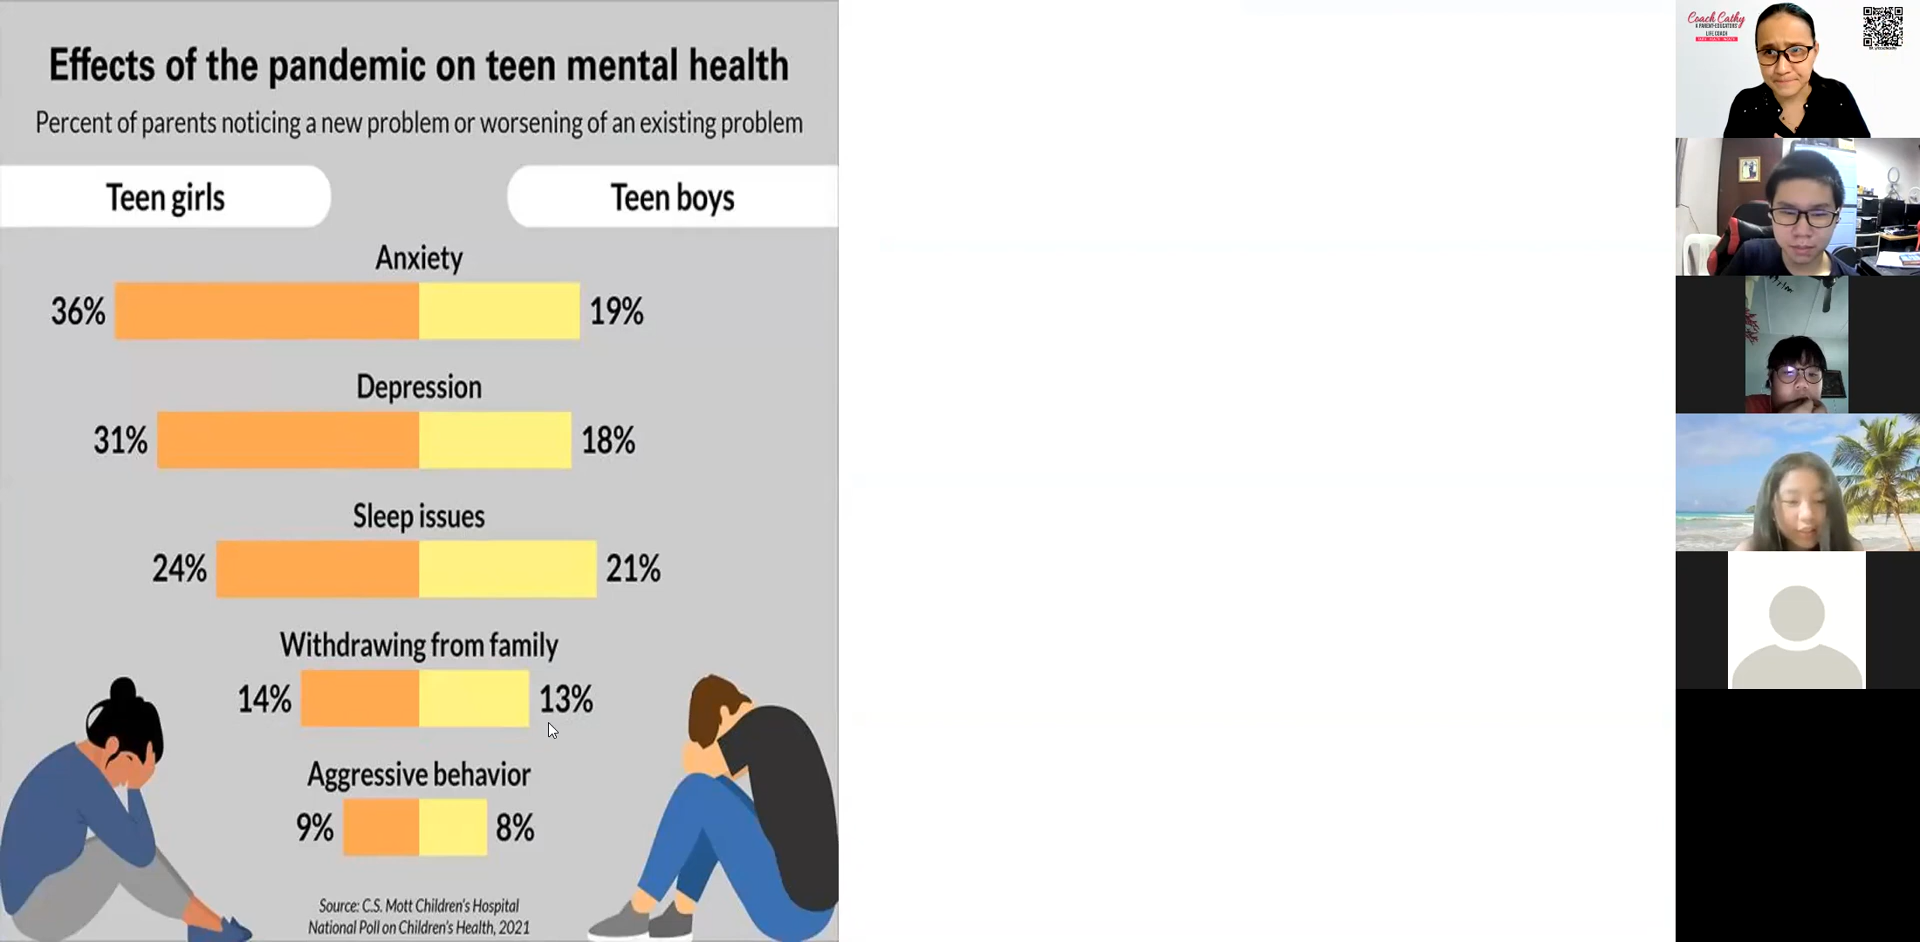 Effects of the pandemic on teen mental health
Percent of parents noticing a new problem or worsening of an existing problem
Teen girls
Teen boys
Anxiety
36%
19%
Depression
31%
18%
Sleep issues
24%
21%
Withdrawing from family
14%
13%
Aggressive behavior
9%
8%
Source: C.S. Mott Children's Hospital
National Poll on Children's Health, 2021
Coach Cathy
A PARENT-EDUCATORS'
LIFE COACH